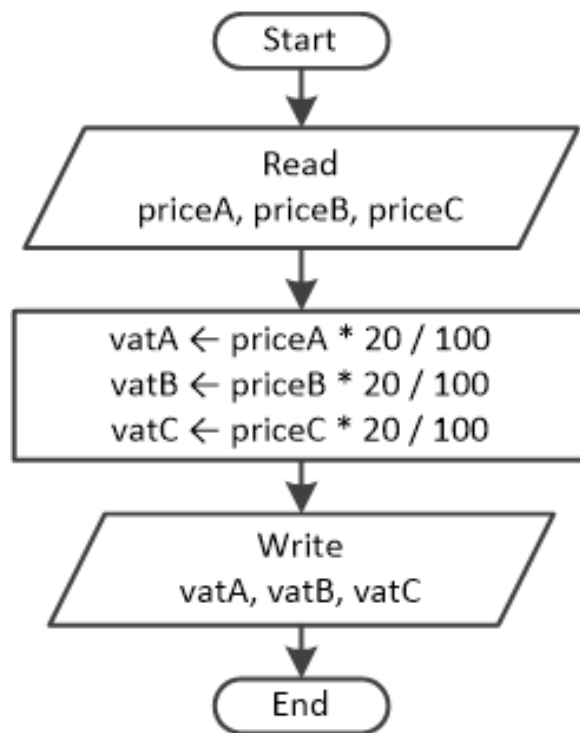 Start
Read
priceA, priceB, priceC
vatA ← priceA * 20 / 100
vatB ← priceB * 20 / 100
vatC ← priceC * 20 / 100
Write
vatA, vatB, vatC
End